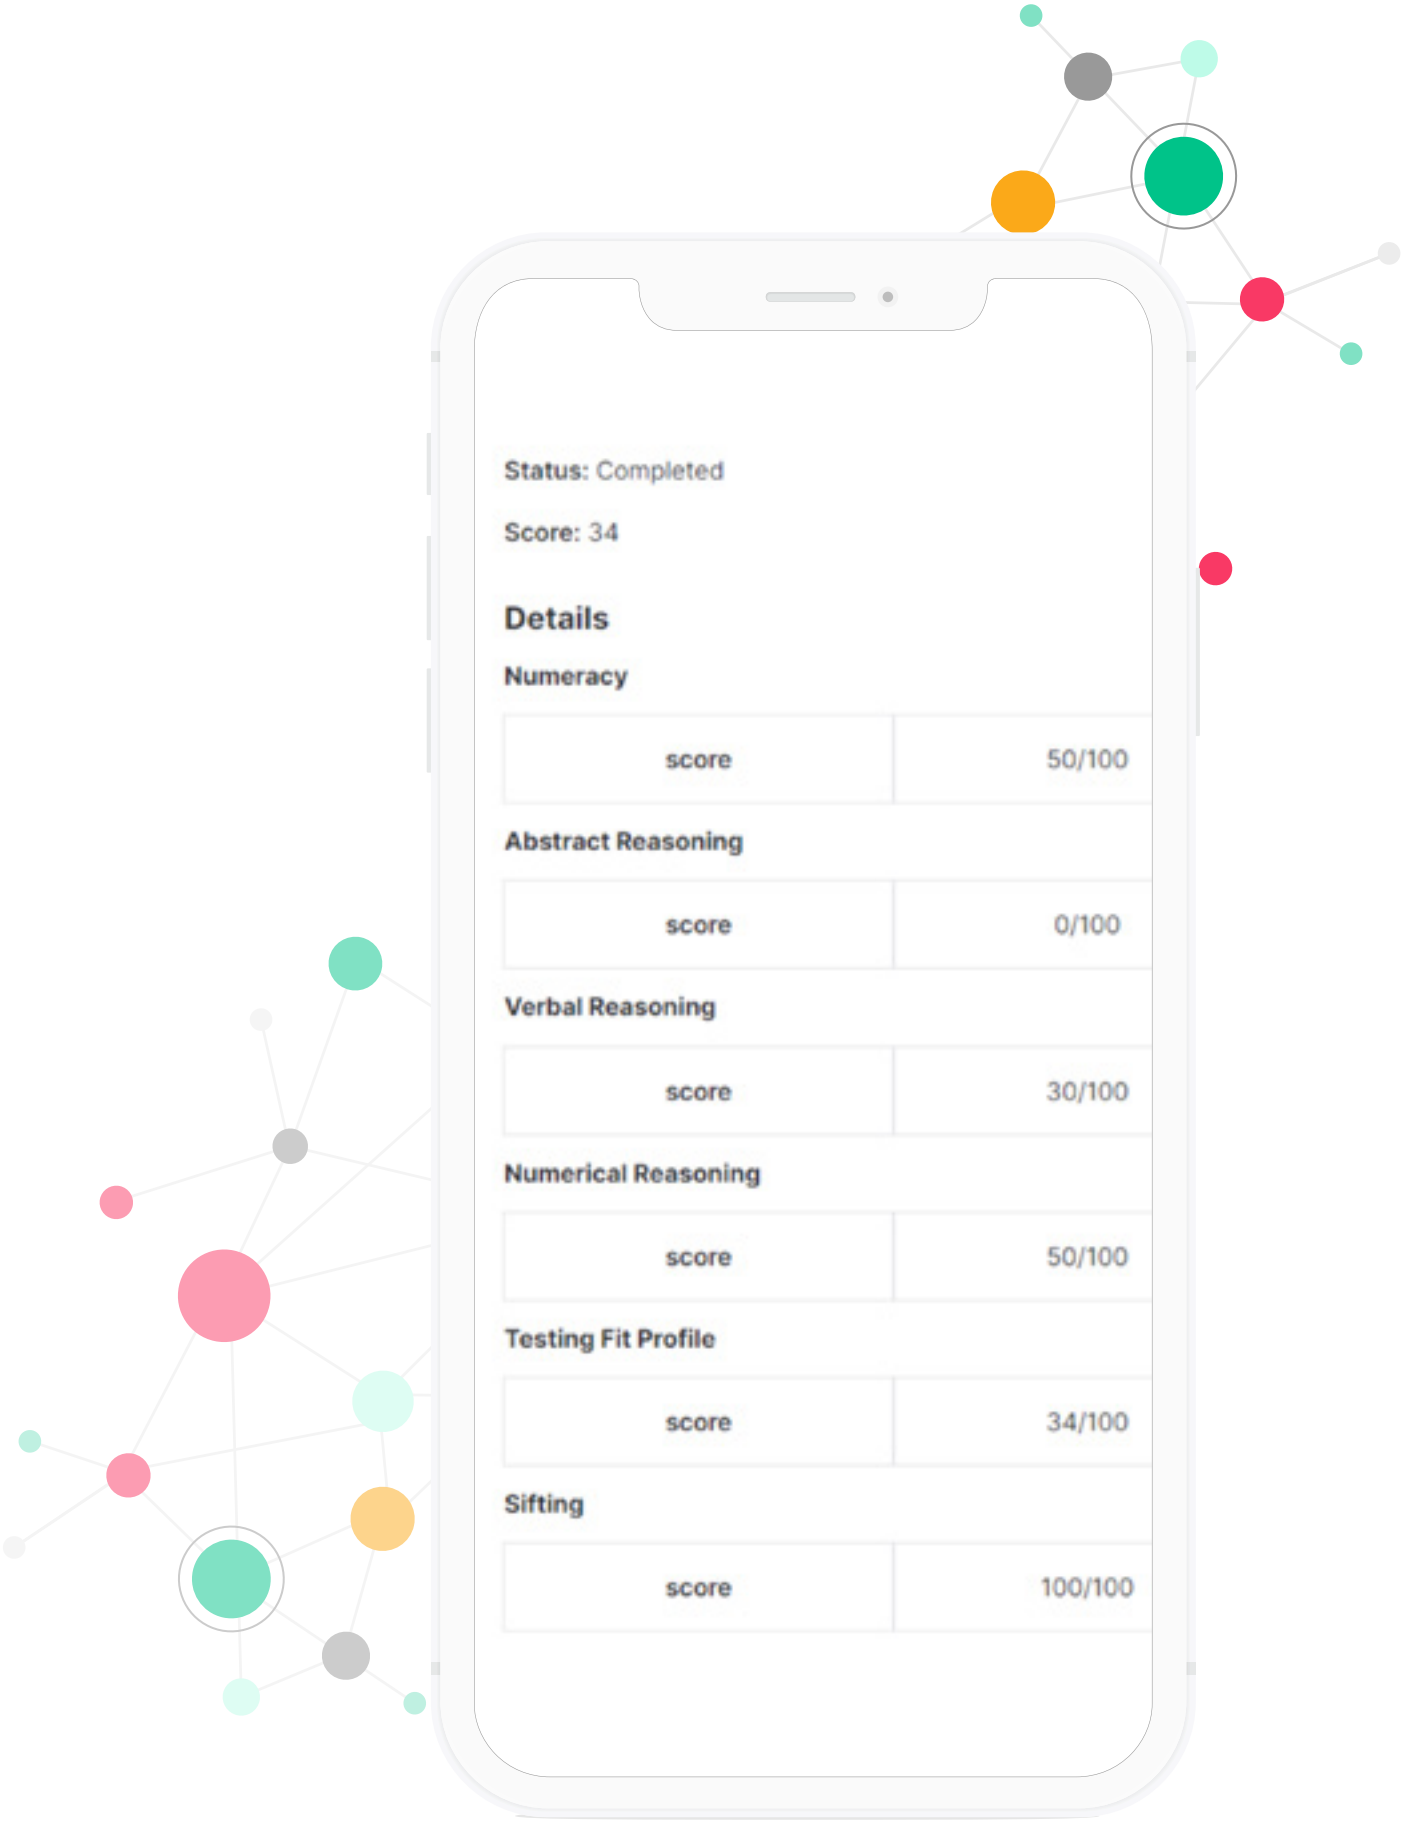 Status: Completed
Score: 34
Details
Numeracy
score 50/100
Abstract Reasoning
score 0/100
Verbal Reasoning
score 30/100
Numerical Reasoning
score 50/100
Testing Fit Profile
score 34/100
Sifting
score 100/100